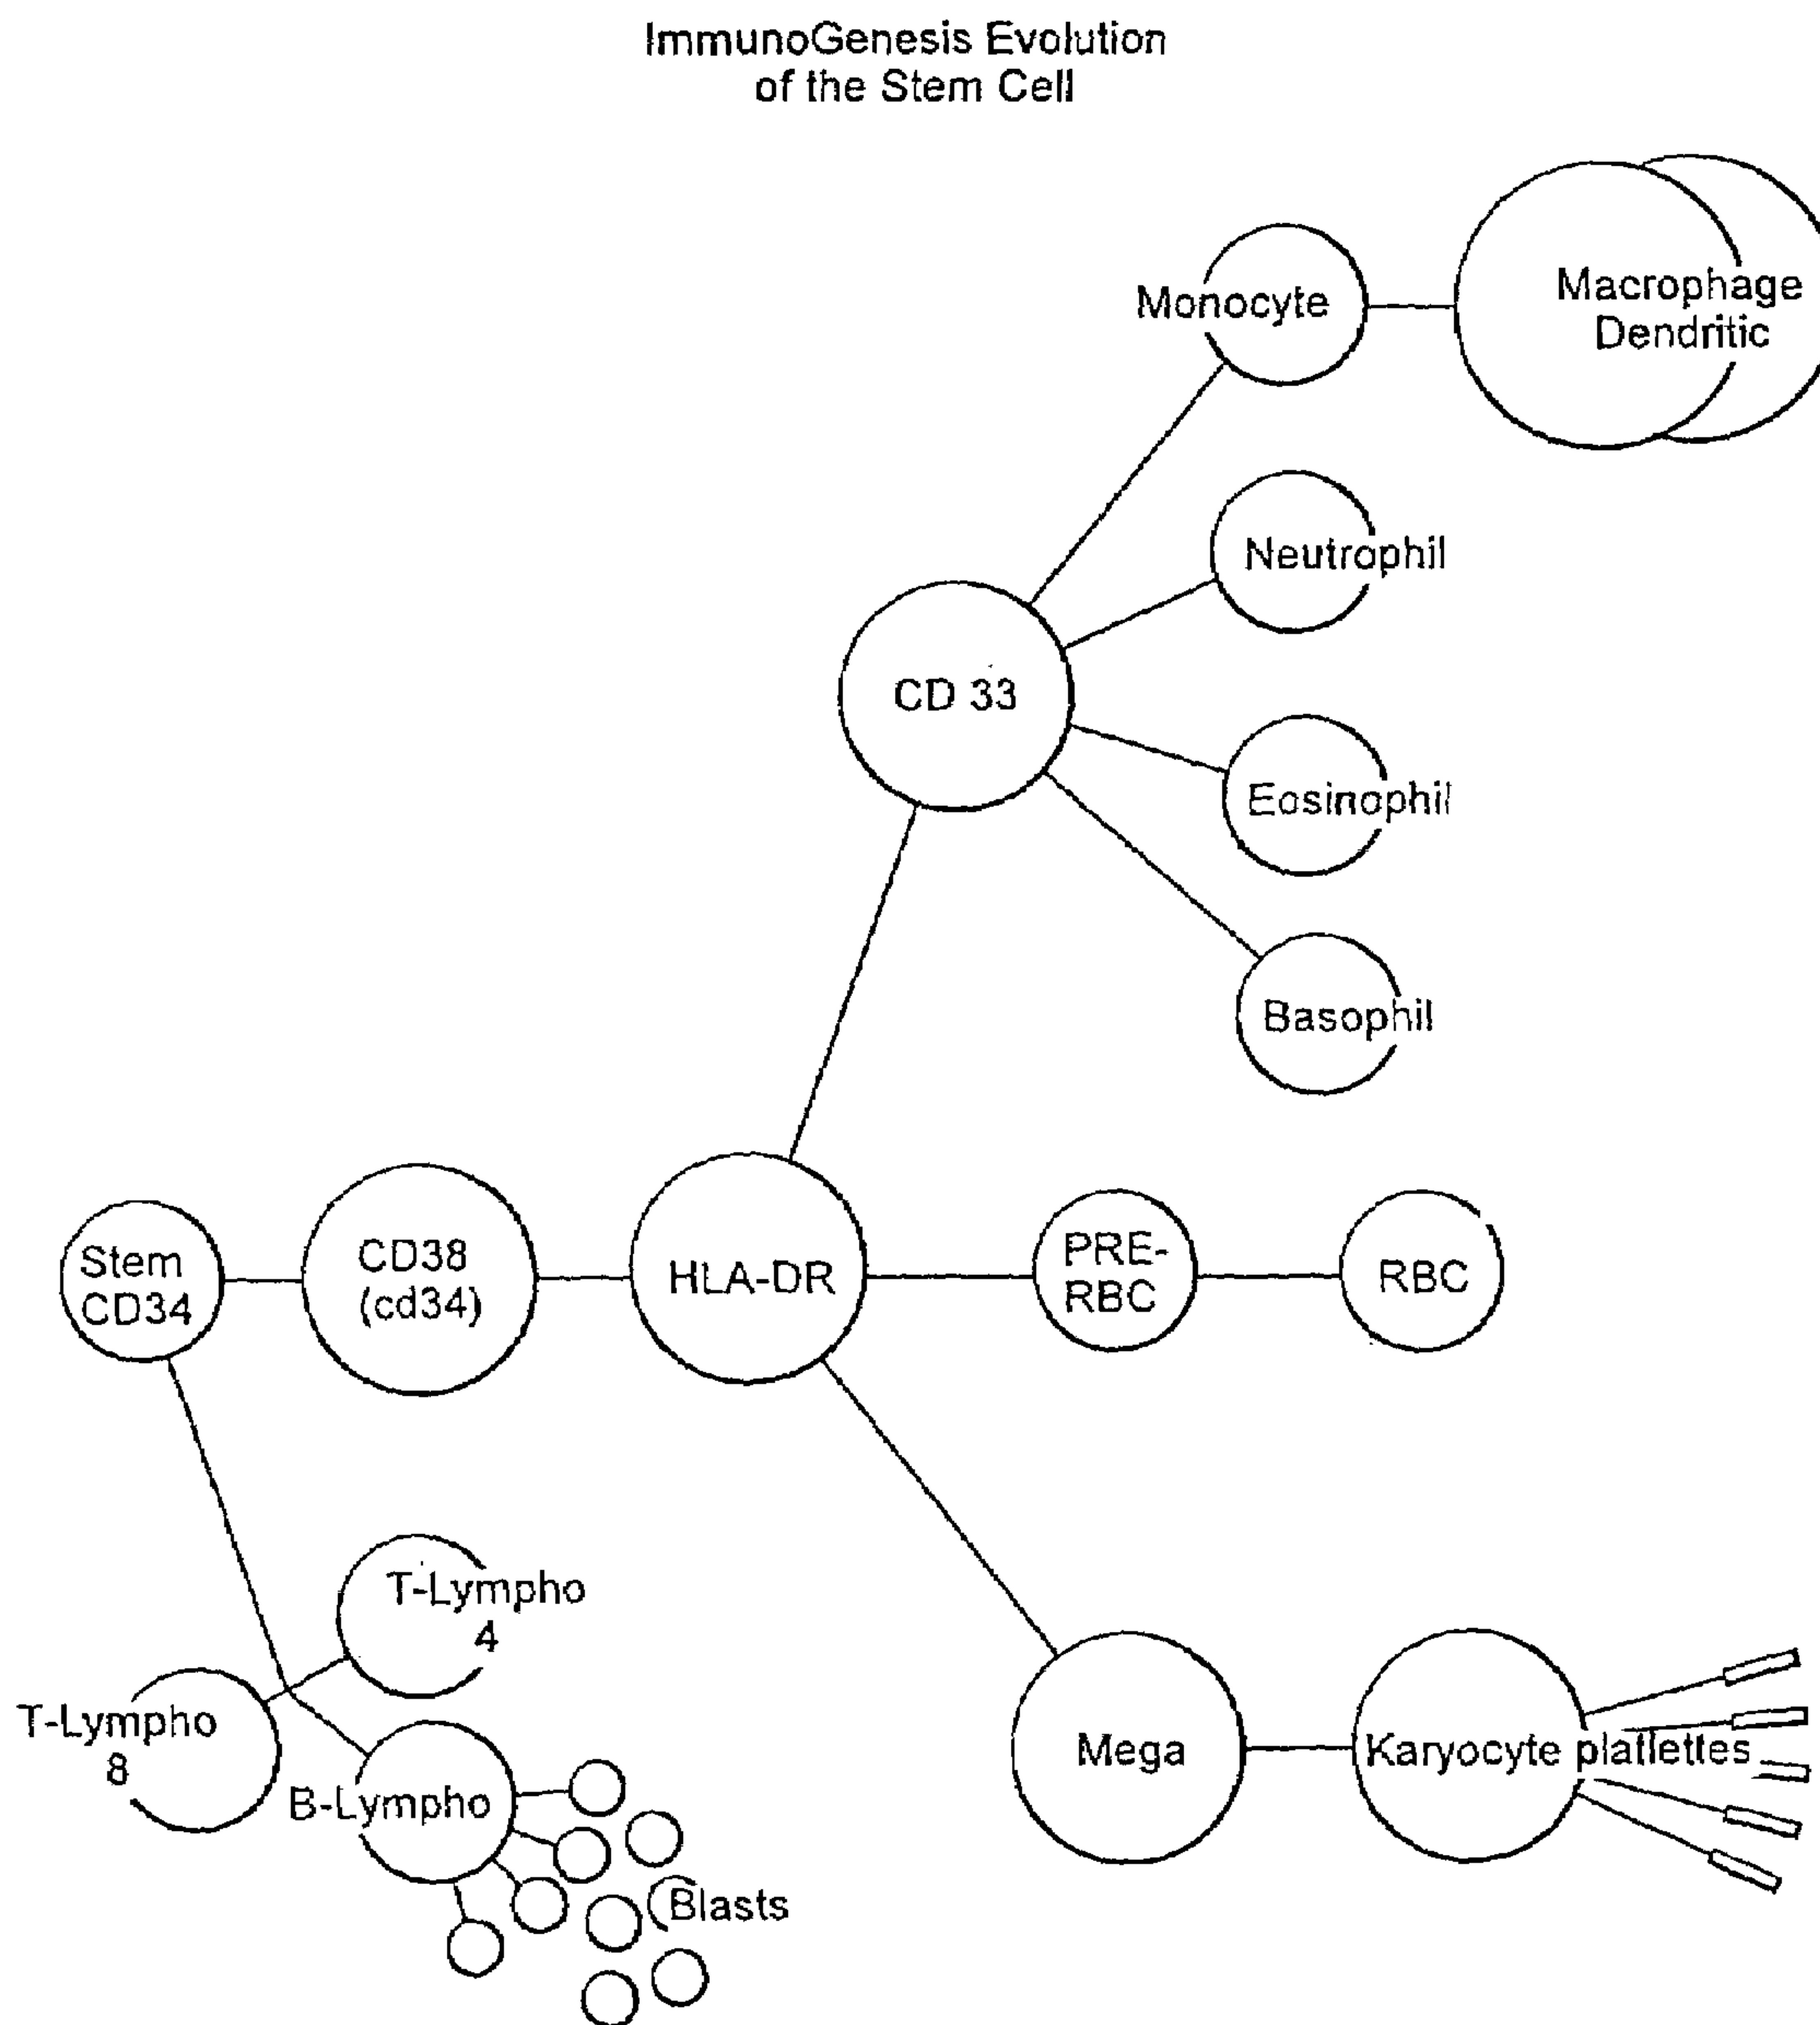 ImmunoGenesis Evolution
of the Stem Cell
Monocyte
Macrophage
Dendritic
Neutrophil
CD 33
Eosinophil
Basophil
Stem
CD34
CD38
(cd34)
HLA-DR
PRE-
RBC
RBC
T-Lympho
4
T-Lympho
8
B-Lympho
Blasts
Mega
Karyocyte platlettes